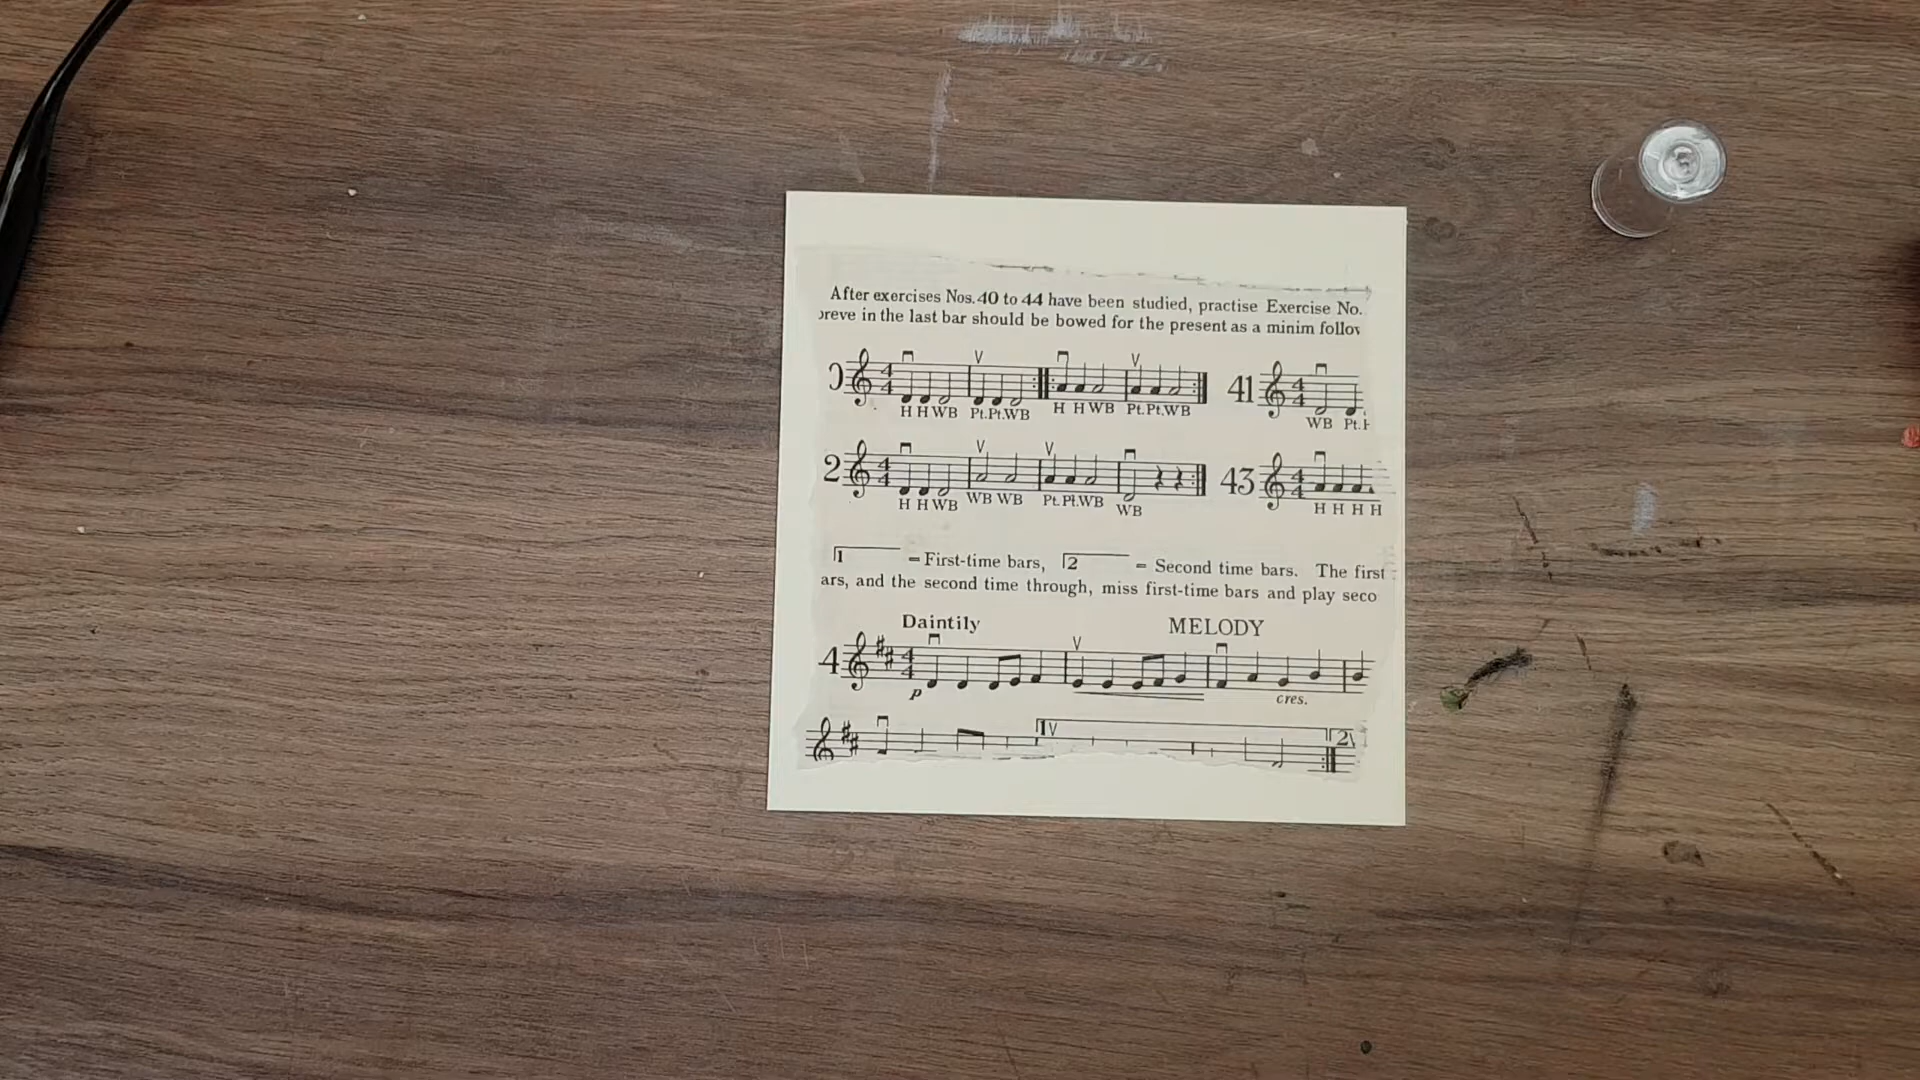 After exercises Nos. 40 to 44 have been studied, practise Exercise No.
in the last bar should be bowed for the present as a minim
41
H H WB Pt. Pt. WB H H WB Pt. Pt. WB
WB Pt.
2
43
H H WB WB WB Pt. Pt. WB WB
H H H H
1 = First-time bars, 2 = Second time bars. The first
ars, and the second time through, miss first-time bars and play seco
Daintily MELODY
4
p cres.
1 2